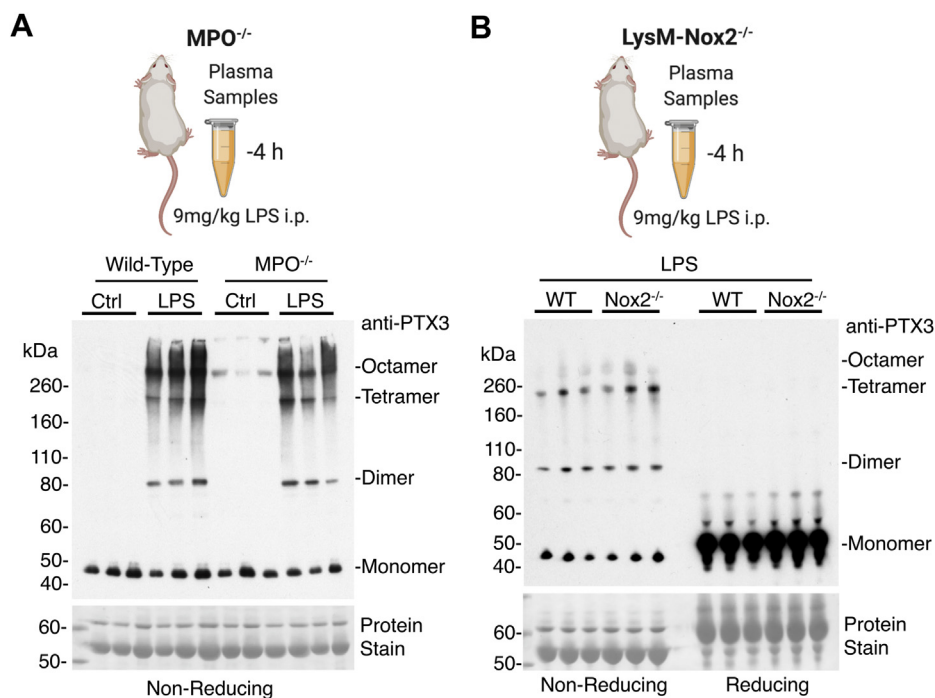 A
MPO-/-
Plasma
Samples
-4 h
9mg/kg LPS i.p.
Wild-Type MPO-/-
Ctrl LPS Ctrl LPS
anti-PTX3
kDa
-Octamer
260-
-Tetramer
160-
110-
-Dimer
80-
60-
50-
-Monomer
40-
60-
Protein
Stain
50-
Non-Reducing
B
LysM-Nox2-/-
Plasma
Samples
-4 h
9mg/kg LPS i.p.
LPS
WT Nox2-/- WT Nox2-/-
anti-PTX3
kDa
-Octamer
260-
-Tetramer
160-
110-
-Dimer
80-
60-
50-
-Monomer
40-
60-
Protein
Stain
50-
Non-Reducing Reducing